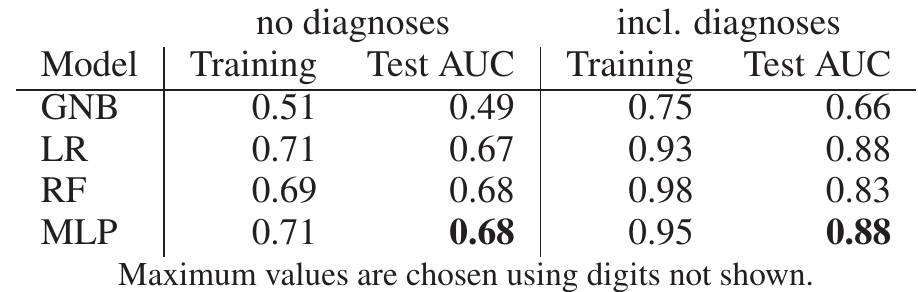 no diagnoses incl. diagnoses
Model Training Test AUC Training Test AUC
GNB 0.51 0.49 0.75 0.66
LR 0.71 0.67 0.93 0.88
RF 0.69 0.68 0.98 0.83
MLP 0.71 0.68 0.95 0.88
Maximum values are chosen using digits not shown.